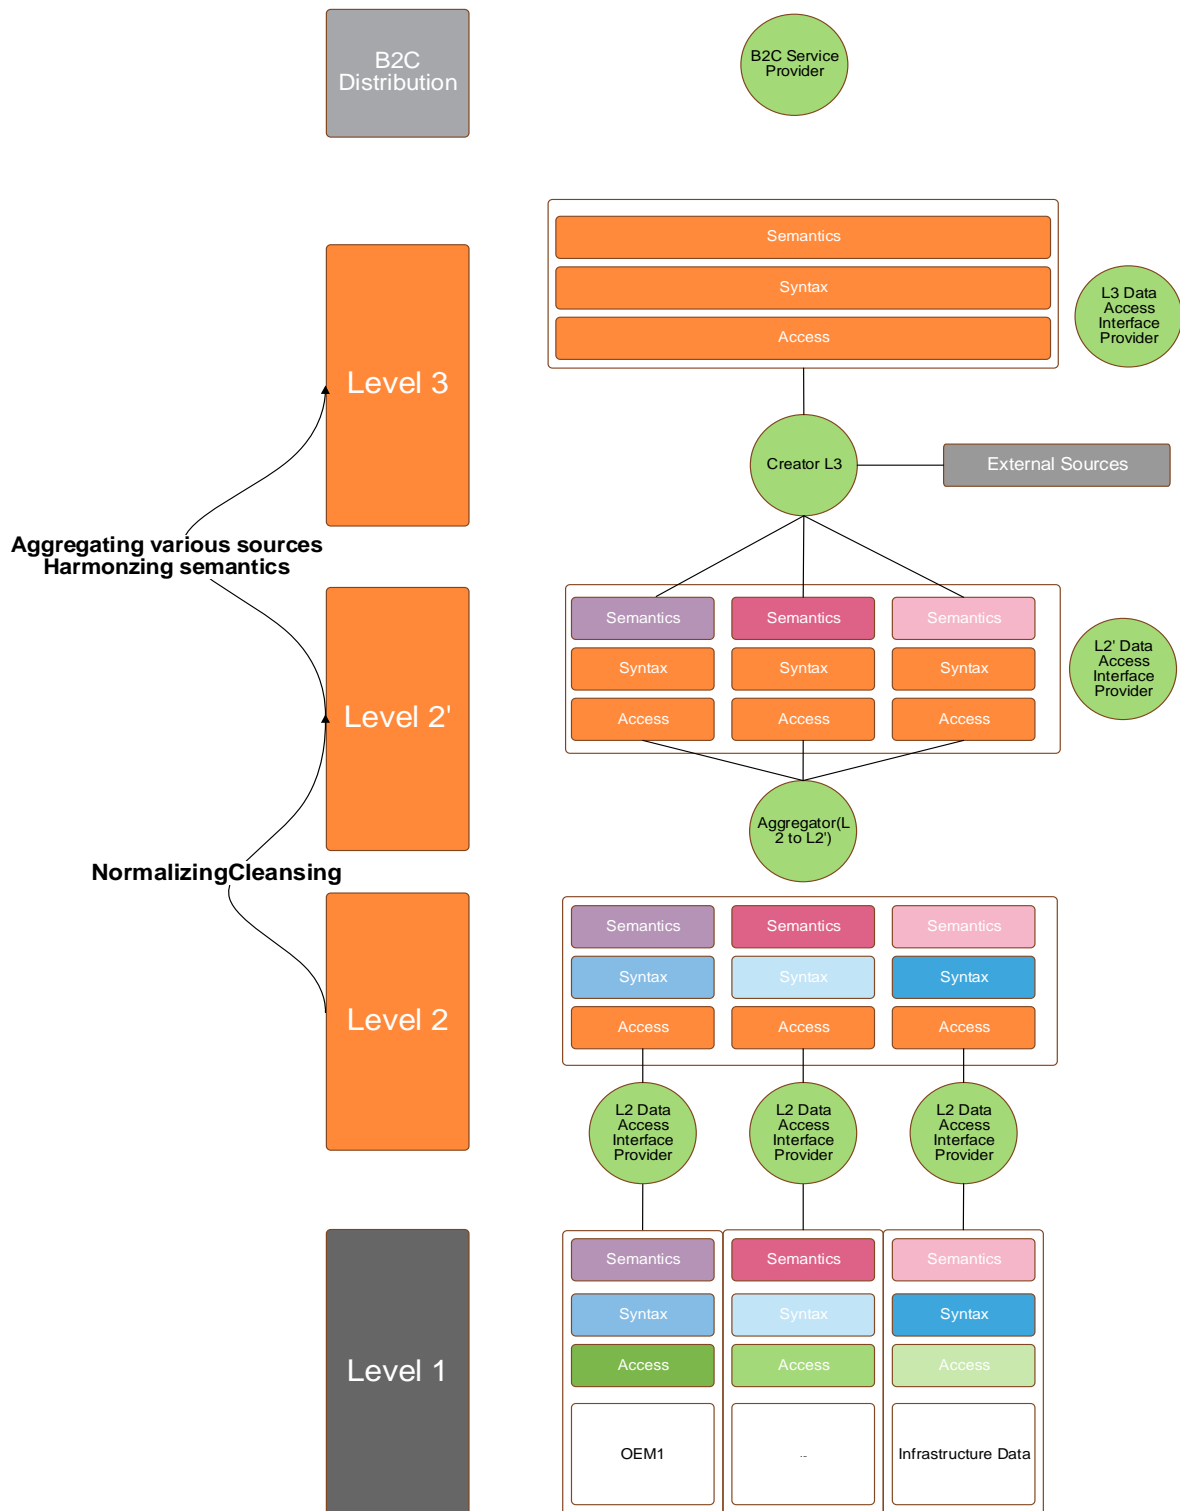 B2C
Distribution
B2C Service
Provider
Semantics
Syntax
Access
L3 Data
Access
Interface
Provider
Level 3
Creator L3
External Sources
Aggregating various sources
Harmonzing semantics
Semantics
Semantics
Semantics
Syntax
Syntax
Syntax
Access
Access
Access
L2' Data
Access
Interface
Provider
Level 2'
Aggregator(L
2 to L2')
NormalizingCleansing
Semantics
Semantics
Semantics
Syntax
Syntax
Syntax
Access
Access
Access
Level 2
L2 Data
Access
Interface
Provider
L2 Data
Access
Interface
Provider
L2 Data
Access
Interface
Provider
Semantics
Semantics
Semantics
Syntax
Syntax
Syntax
Access
Access
Access
Level 1
OEM1
...
Infrastructure Data